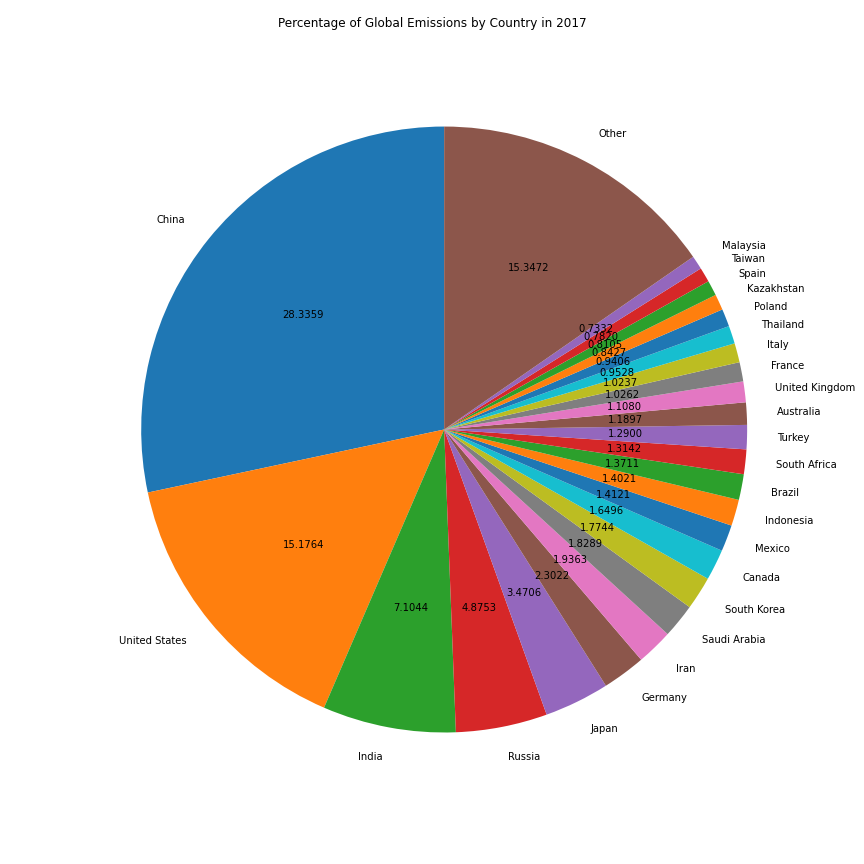 Percentage of Global Emissions by Country in 2017
Other
China
Malaysia
Taiwan
Spain
Kazakhstan
Poland
Thailand
Italy
France
United Kingdom
Australia
Turkey
South Africa
Brazil
Indonesia
Mexico
Canada
South Korea
Saudi Arabia
Iran
Germany
Japan
Russia
India
United States
15.3472
28.3359
0.7332
0.7820
0.8105
0.8427
0.9406
0.9528
1.0237
1.0262
1.1080
1.1897
1.2900
1.3142
1.3711
1.4021
1.4121
1.6496
1.7744
1.8289
1.9363
2.3022
3.4706
4.8753
7.1044
15.1764